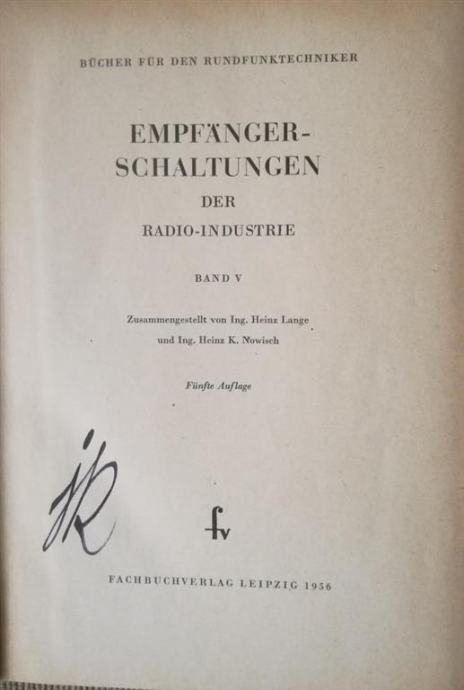 BÜCHER FÜR DEN RUNDFUNKTECHNIKER
EMPFÄNGER-
SCHALTUNGEN
DER
RADIO-INDUSTRIE
BAND V
Zusammengestellt von Ing. Heinz Lange
und Ing. Heinz K. Nowisch
Fünfte Auflage
fv
FACHBUCHVERLAG LEIPZIG 1956